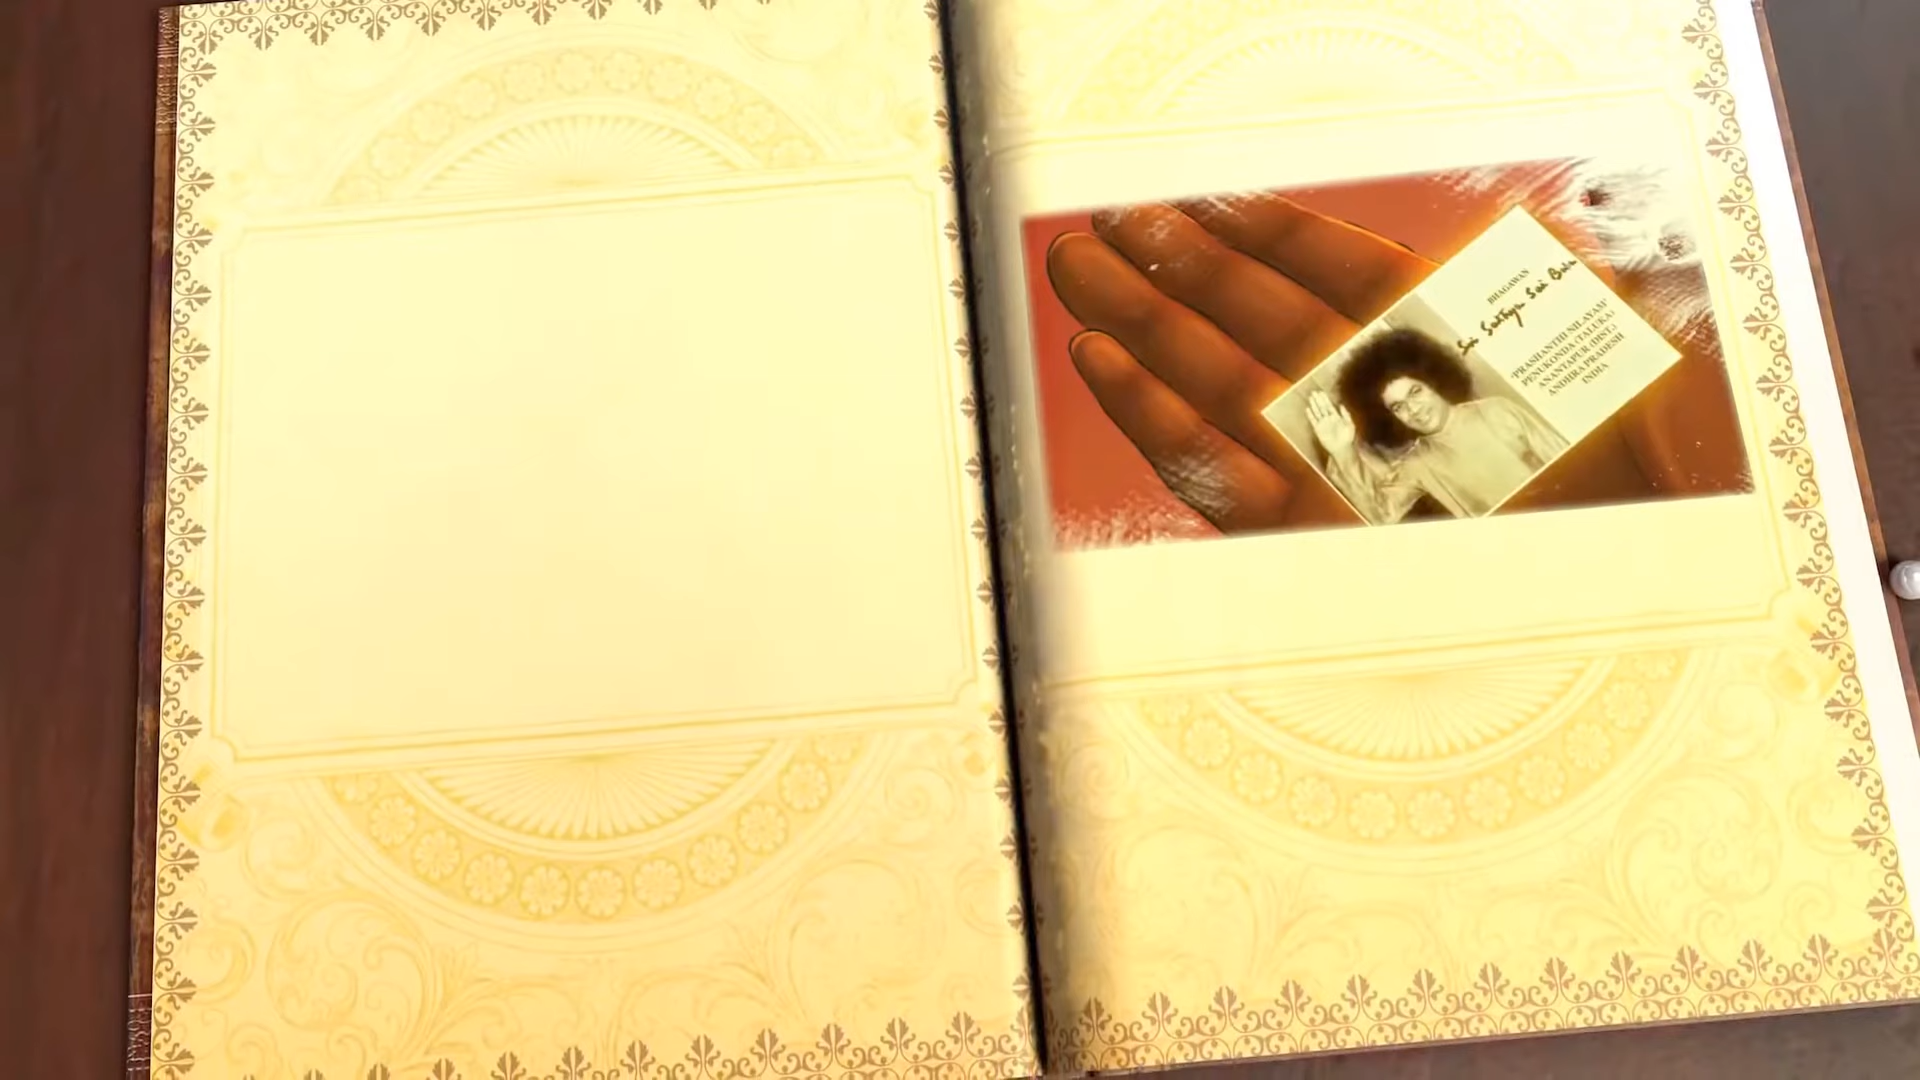 BHAGAWAN
Sri Sathya Sai Baba
'PRASHANTHI NILAYAM'
PENUKONDA (TALUKA)
ANANTAPUR (DIST.)
ANDHRA PRADESH
INDIA